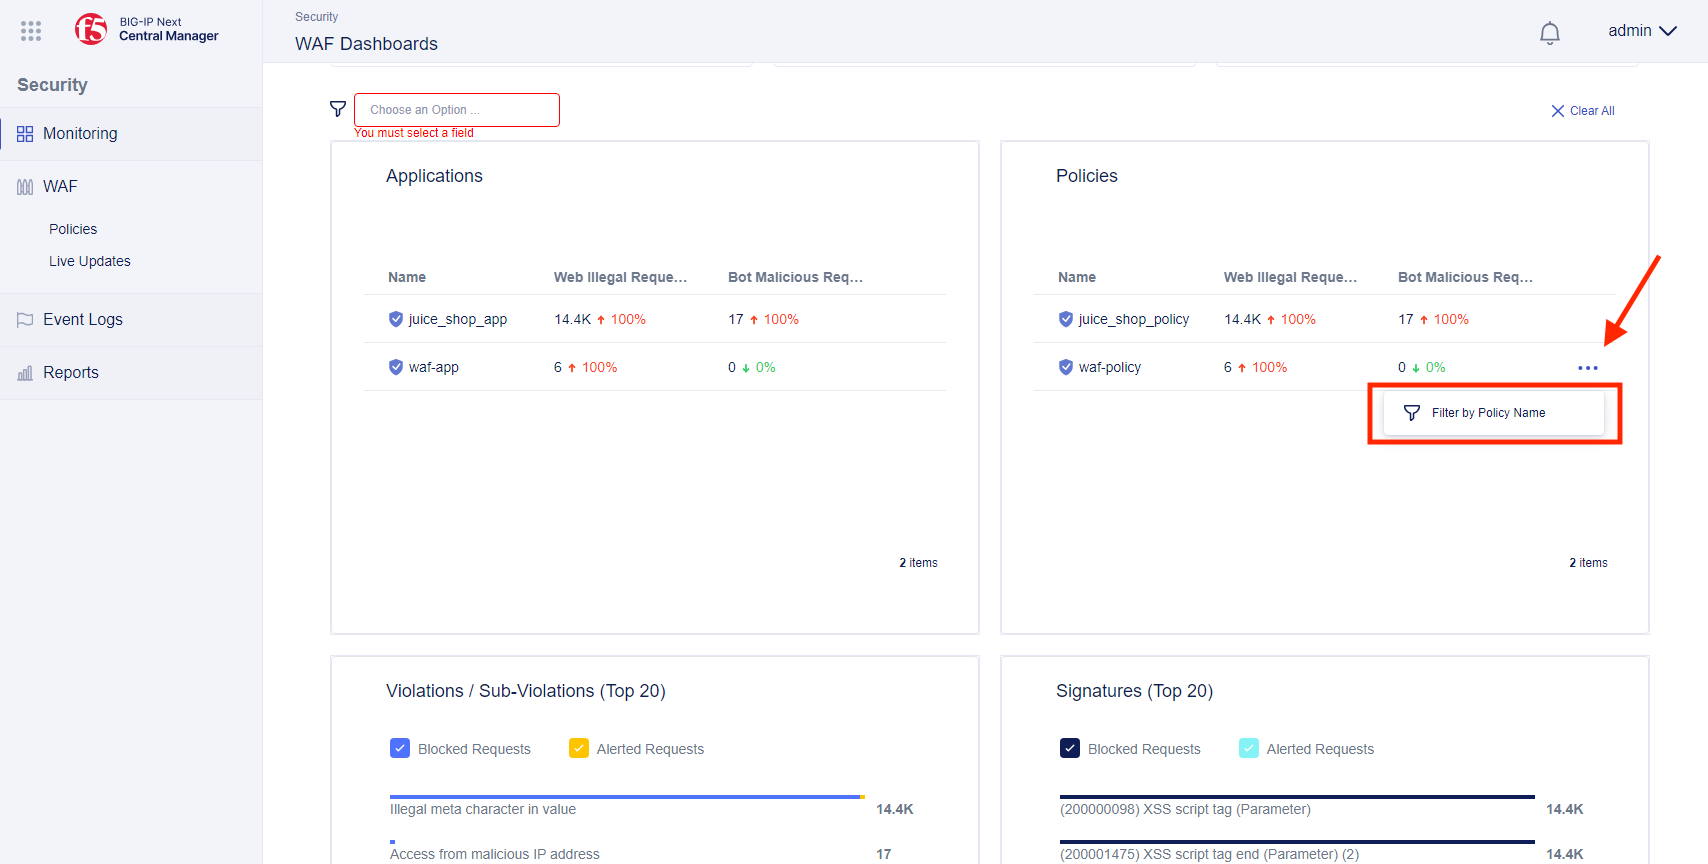 BIG-IP Next
Central Manager
Security
WAF Dashboards
admin
Security
Monitoring
WAF
Policies
Live Updates
Event Logs
Reports
Choose an Option ...
Clear All
You must select a field
Applications
Name Web Illegal Reque... Bot Malicious Req...
juice_shop_app 14.4K 100% 17 100%
waf-app 6 100% 0 0%
2 items
Policies
Name Web Illegal Reque... Bot Malicious Req...
juice_shop_policy 14.4K 100% 17 100%
waf-policy 6 100% 0 0%
Filter by Policy Name
2 items
Violations / Sub-Violations (Top 20)
Blocked Requests Alerted Requests
Illegal meta character in value 14.4K
Access from malicious IP address 17
Signatures (Top 20)
Blocked Requests Alerted Requests
(200000098) XSS script tag (Parameter) 14.4K
(200001475) XSS script tag end (Parameter) (2) 14.4K